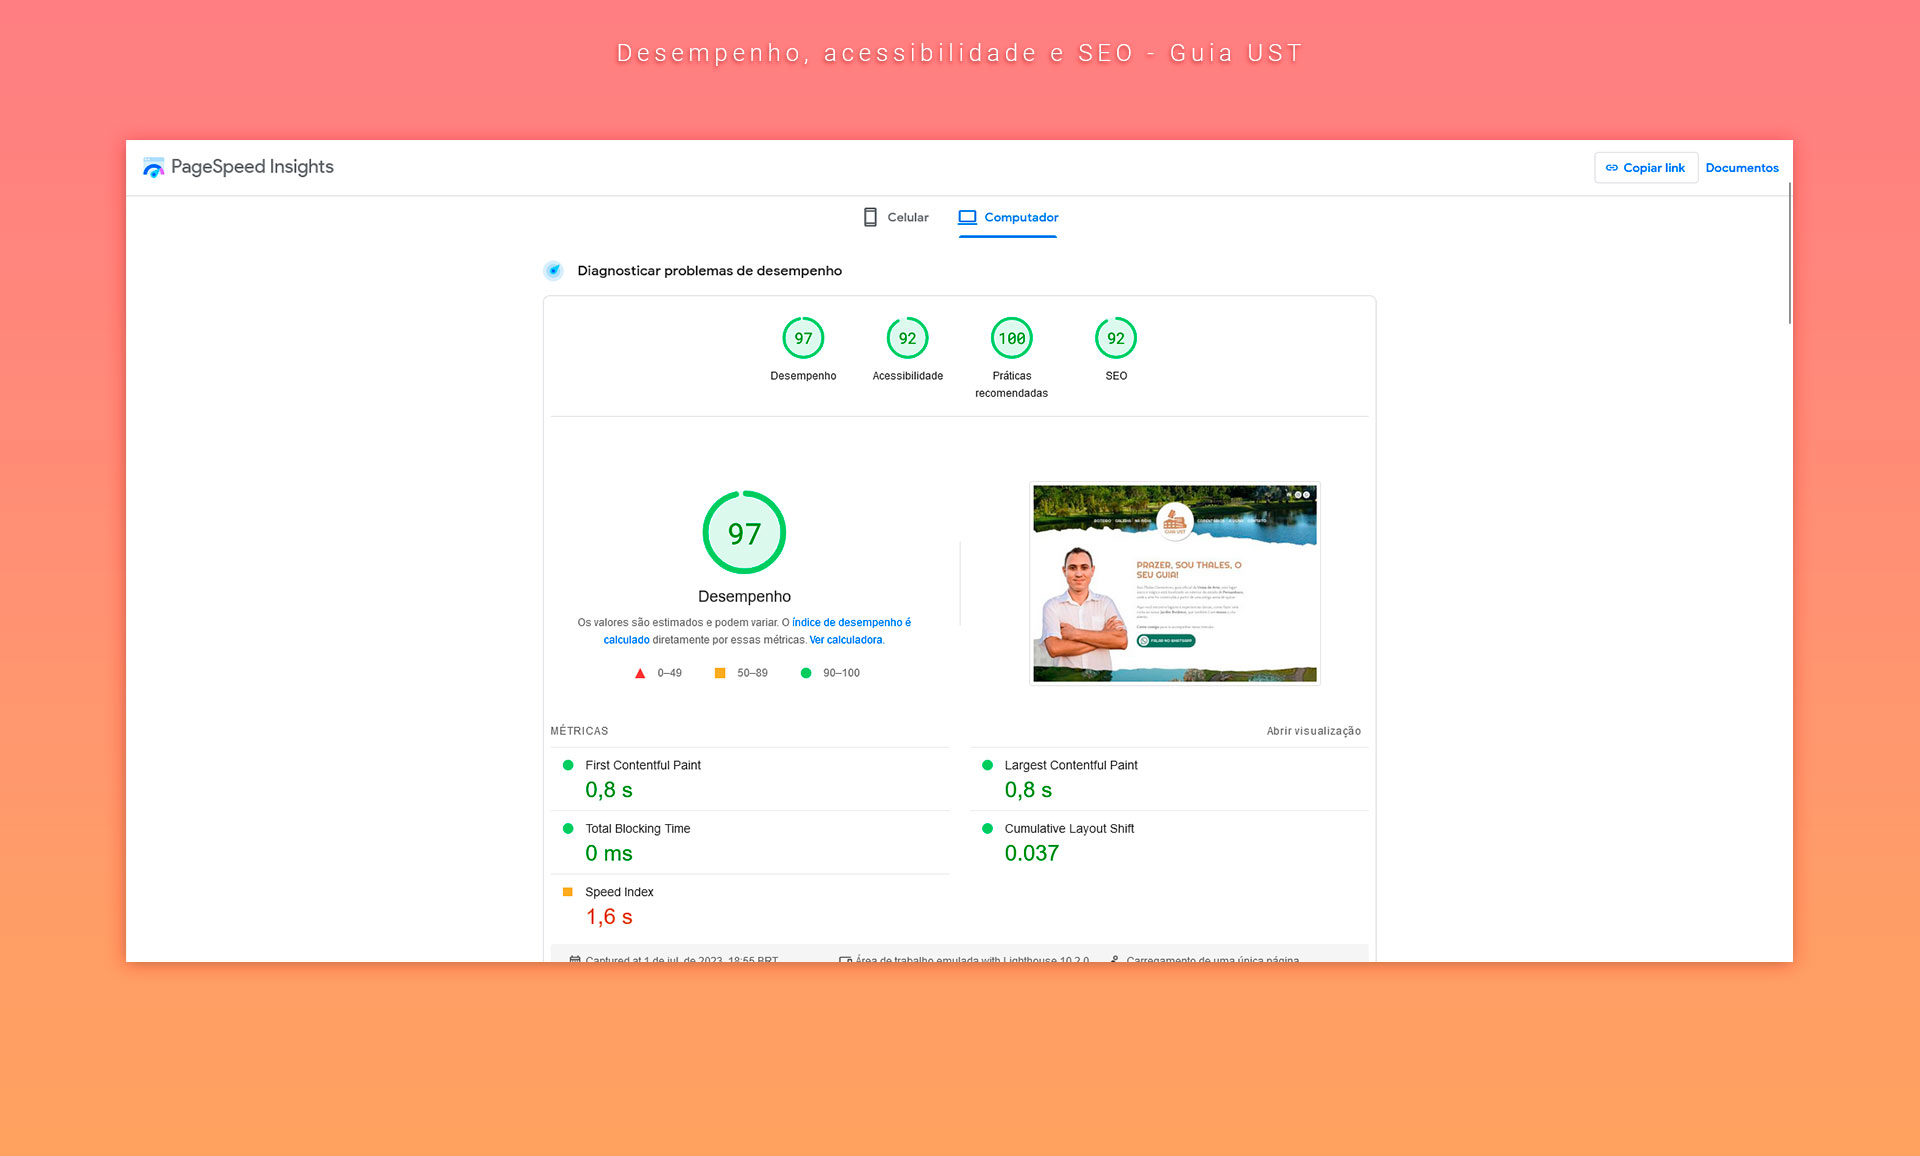 Desempenho, acessibilidade e SEO - Guia UST
PageSpeed Insights
Copiar link
Documentos
Celular
Computador
Diagnosticar problemas de desempenho
97
92
100
92
Desempenho
Acessibilidade
Práticas
recomendadas
SEO
97
Desempenho
Os valores são estimados e podem variar. O índice de desempenho é
calculado diretamente por essas métricas. Ver calculadora.
0–49
50–89
90–100
GUIA UST
PRAZER, SOU THALES, O
SEU GUIA!
FALAR NO WHATSAPP
MÉTRICAS
Abrir visualização
First Contentful Paint
0,8 s
Largest Contentful Paint
0,8 s
Total Blocking Time
0 ms
Cumulative Layout Shift
0.037
Speed Index
1,6 s
Captured at 1 de jul. de 2023, 18:55 BRT
Área de trabalho emulada with Lighthouse 10.2.0
Carregamento de uma única página